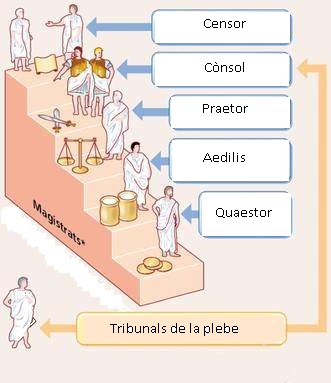 Censor
Cònsol
Praetor
Aedilis
Quaestor
Magistrats*
Tribunals de la plebe